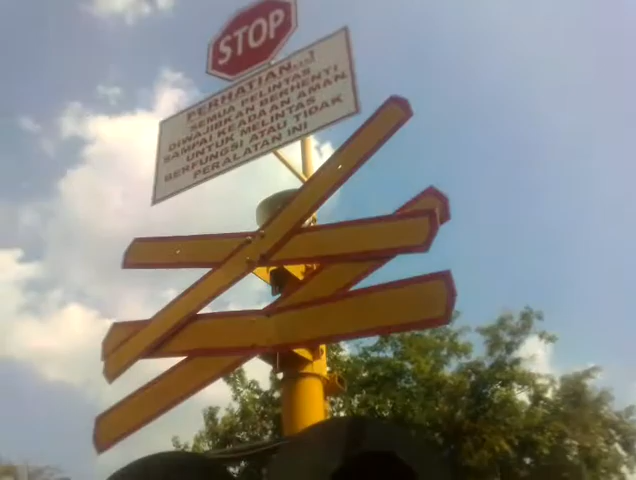 STOP
PERHATIAN...!
SEMUA PELINTAS
DIWAJIBKAN BERHENTI
SAMPAI KEADAAN AMAN
UNTUK MELINTAS
BERFUNGSI ATAU TIDAK
PERALATAN INI